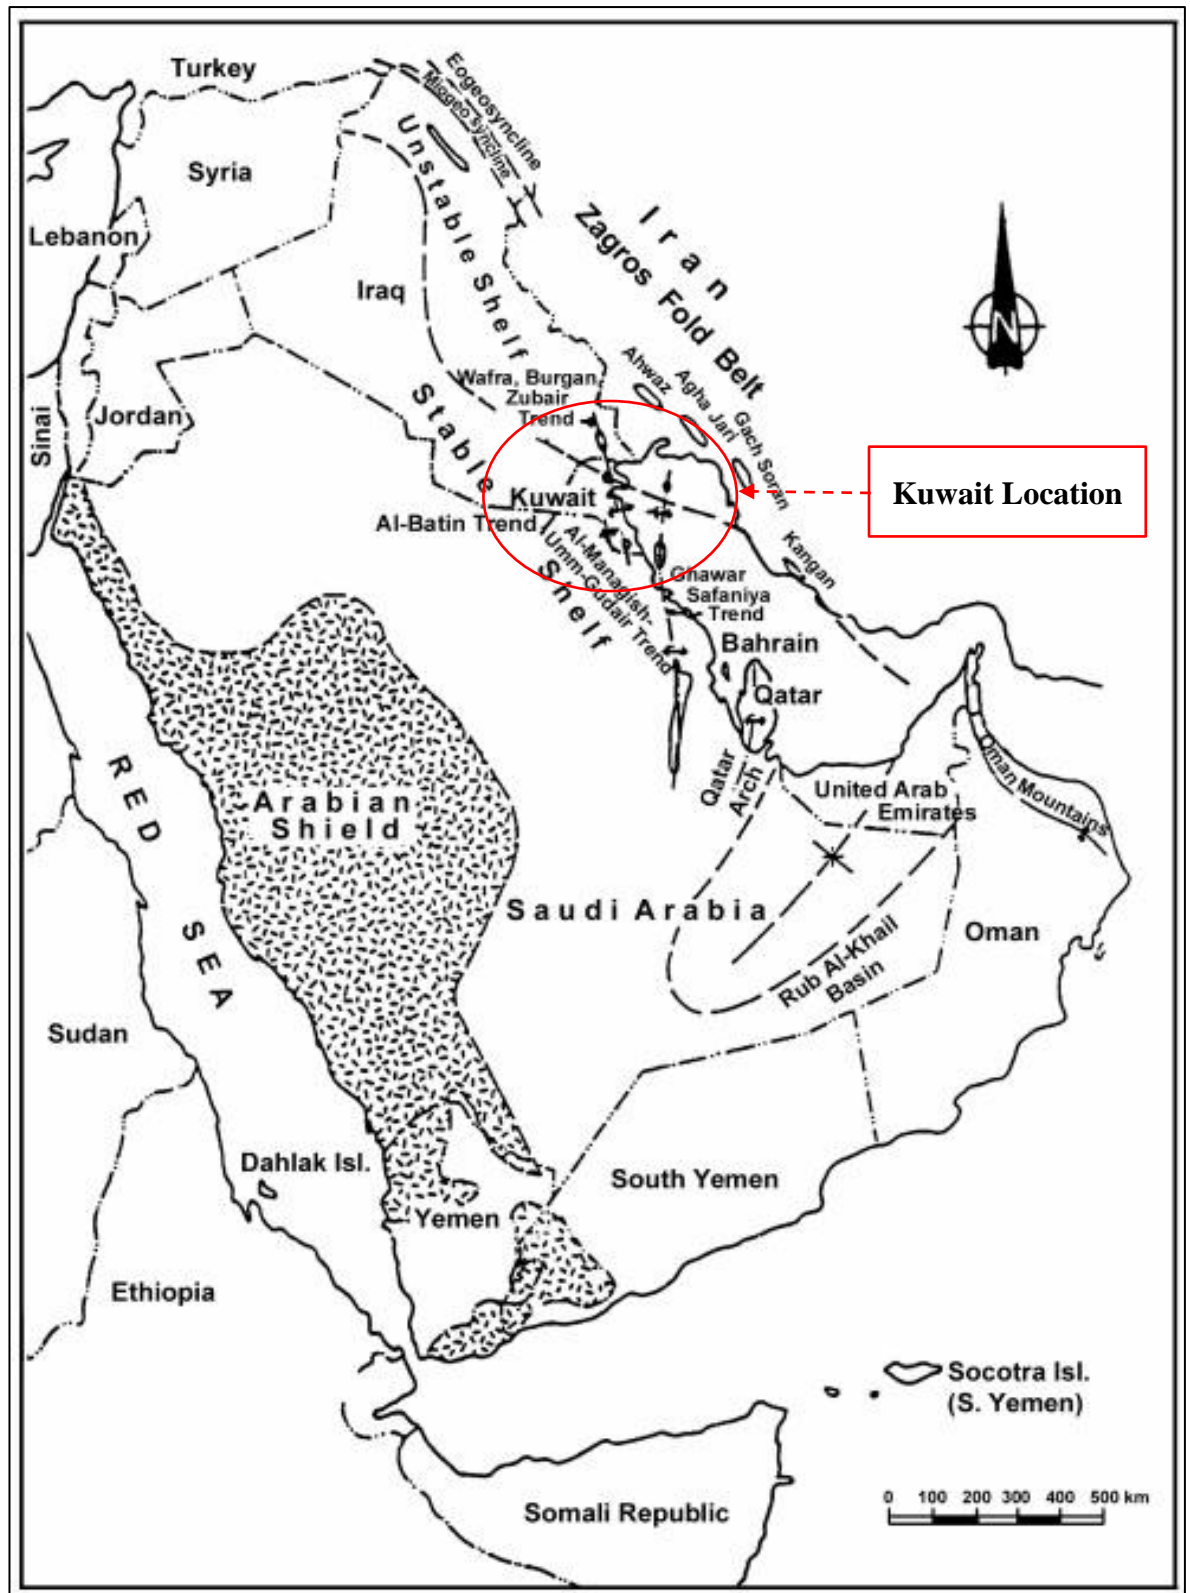 Turkey
Eogeosyncline
Miogeosyncline
Unstable Shelf
Syria
Iran
Zagros Fold Belt
Lebanon
Iraq
N
Ahwaz
Agha Jari
Gach Soran
Wafra, Burgan,
Zubair
Trend
Sinai
Jordan
Stable
Shelf
Kuwait
Kuwait Location
Al-Batin Trend
Al-Managish-
Umm-Gudair Trend
Kangan
Ghawar
Safaniya
Trend
Bahrain
Qatar
Qatar
Arch
United Arab
Emirates
Oman Mountains
RED SEA
Arabian
Shield
Saudi Arabia
Oman
Rub Al-Khail
Basin
Sudan
Dahlak Isl.
Yemen
South Yemen
Ethiopia
Socotra Isl.
(S. Yemen)
Somali Republic
0 100 200 300 400 500 km